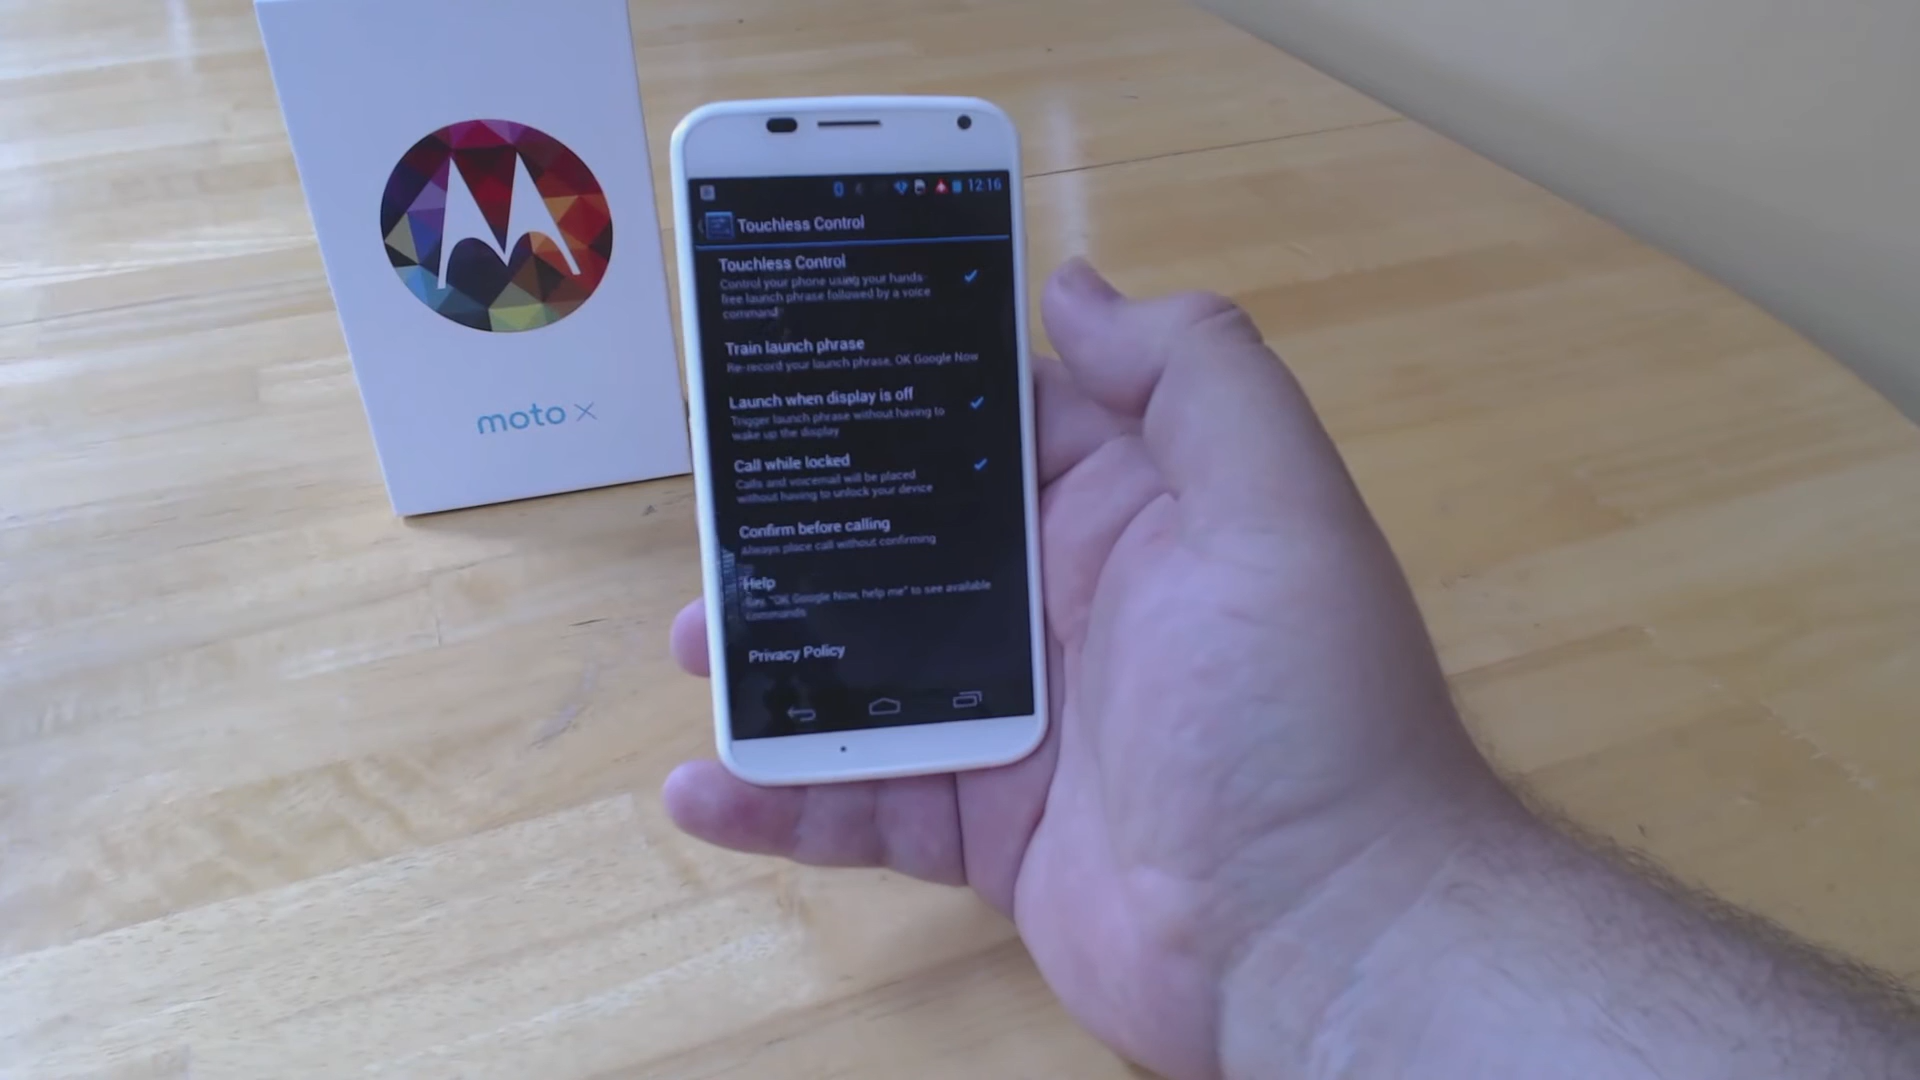 moto x
12:16
Touchless Control
Touchless Control
Control your phone using your hands-
free launch phrase followed by a voice
command
Train launch phrase
Re-record your launch phrase, OK Google Now
Launch when display is off
Trigger launch phrase without having to
wake up the display
Call while locked
Calls and voicemail will be placed
without having to unlock your device
Confirm before calling
Always place call without confirming
Help
Say, "OK Google Now, help me" to see available
commands
Privacy Policy